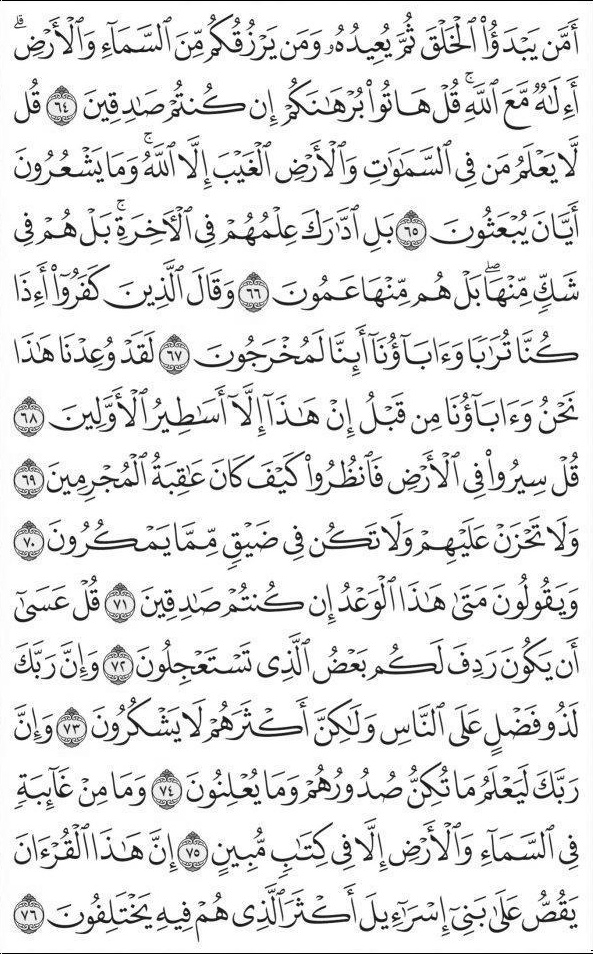 أَمَّن يَبْدَؤُا۟ ٱلْخَلْقَ ثُمَّ يُعِيدُهُۥ وَمَن يَرْزُقُكُم مِّنَ ٱلسَّمَآءِ وَٱلْأَرْضِ ۗ
أَءِلَٰهٌ مَّعَ ٱللَّهِ ۚ قُلْ هَاتُوا۟ بُرْهَٰنَكُمْ إِن كُنتُمْ صَٰدِقِينَ ٦٤ قُل
لَّا يَعْلَمُ مَن فِى ٱلسَّمَٰوَٰتِ وَٱلْأَرْضِ ٱلْغَيْبَ إِلَّا ٱللَّهُ ۚ وَمَا يَشْعُرُونَ
أَيَّانَ يُبْعَثُونَ ٦٥ بَلِ ٱدَّٰرَكَ عِلْمُهُمْ فِى ٱلْءَاخِرَةِ ۚ بَلْ هُمْ فِى
شَكٍّ مِّنْهَا ۖ بَلْ هُم مِّنْهَا عَمُونَ ٦٦ وَقَالَ ٱلَّذِينَ كَفَرُوٓا۟ أَءِذَا
كُنَّا تُرَٰبًا وَءَابَآؤُنَآ أَئِنَّا لَمُخْرَجُونَ ٦٧ لَقَدْ وُعِدْنَا هَٰذَا
نَحْنُ وَءَابَآؤُنَا مِن قَبْلُ إِنْ هَٰذَآ إِلَّآ أَسَٰطِيرُ ٱلْأَوَّلِينَ ٦٨
قُلْ سِيرُوا۟ فِى ٱلْأَرْضِ فَٱنظُرُوا۟ كَيْفَ كَانَ عَٰقِبَةُ ٱلْمُجْرِمِينَ ٦٩
وَلَا تَحْزَنْ عَلَيْهِمْ وَلَا تَكُن فِى ضَيْقٍ مِّمَّا يَمْكُرُونَ ٧٠
وَيَقُولُونَ مَتَىٰ هَٰذَا ٱلْوَعْدُ إِن كُنتُمْ صَٰدِقِينَ ٧١ قُلْ عَسَىٰٓ
أَن يَكُونَ رَدِفَ لَكُم بَعْضُ ٱلَّذِى تَسْتَعْجِلُونَ ٧٢ وَإِنَّ رَبَّكَ
لَذُو فَضْلٍ عَلَى ٱلنَّاسِ وَلَٰكِنَّ أَكْثَرَهُمْ لَا يَشْكُرُونَ ٧٣ وَإِنَّ
رَبَّكَ لَيَعْلَمُ مَا تُكِنُّ صُدُورُهُمْ وَمَا يُعْلِنُونَ ٧٤ وَمَا مِنْ غَآئِبَةٍ
فِى ٱلسَّمَآءِ وَٱلْأَرْضِ إِلَّا فِى كِتَٰبٍ مُّبِينٍ ٧٥ إِنَّ هَٰذَا ٱلْقُرْءَانَ
يَقُصُّ عَلَىٰ بَنِىٓ إِسْرَٰٓءِيلَ أَكْثَرَ ٱلَّذِى هُمْ فِيهِ يَخْتَلِفُونَ ٧٦